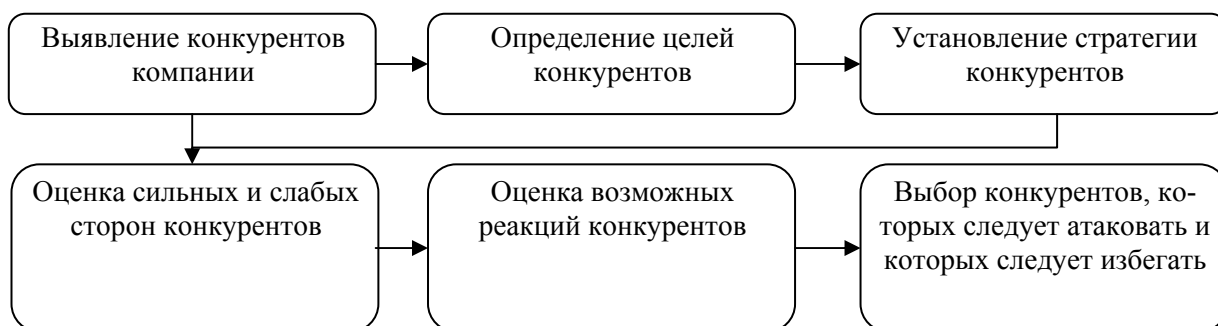 Выявление конкурентов
компании
Определение целей
конкурентов
Установление стратегии
конкурентов
Оценка сильных и слабых
сторон конкурентов
Оценка возможных
реакций конкурентов
Выбор конкурентов, ко-
торых следует атаковать и
которых следует избегать